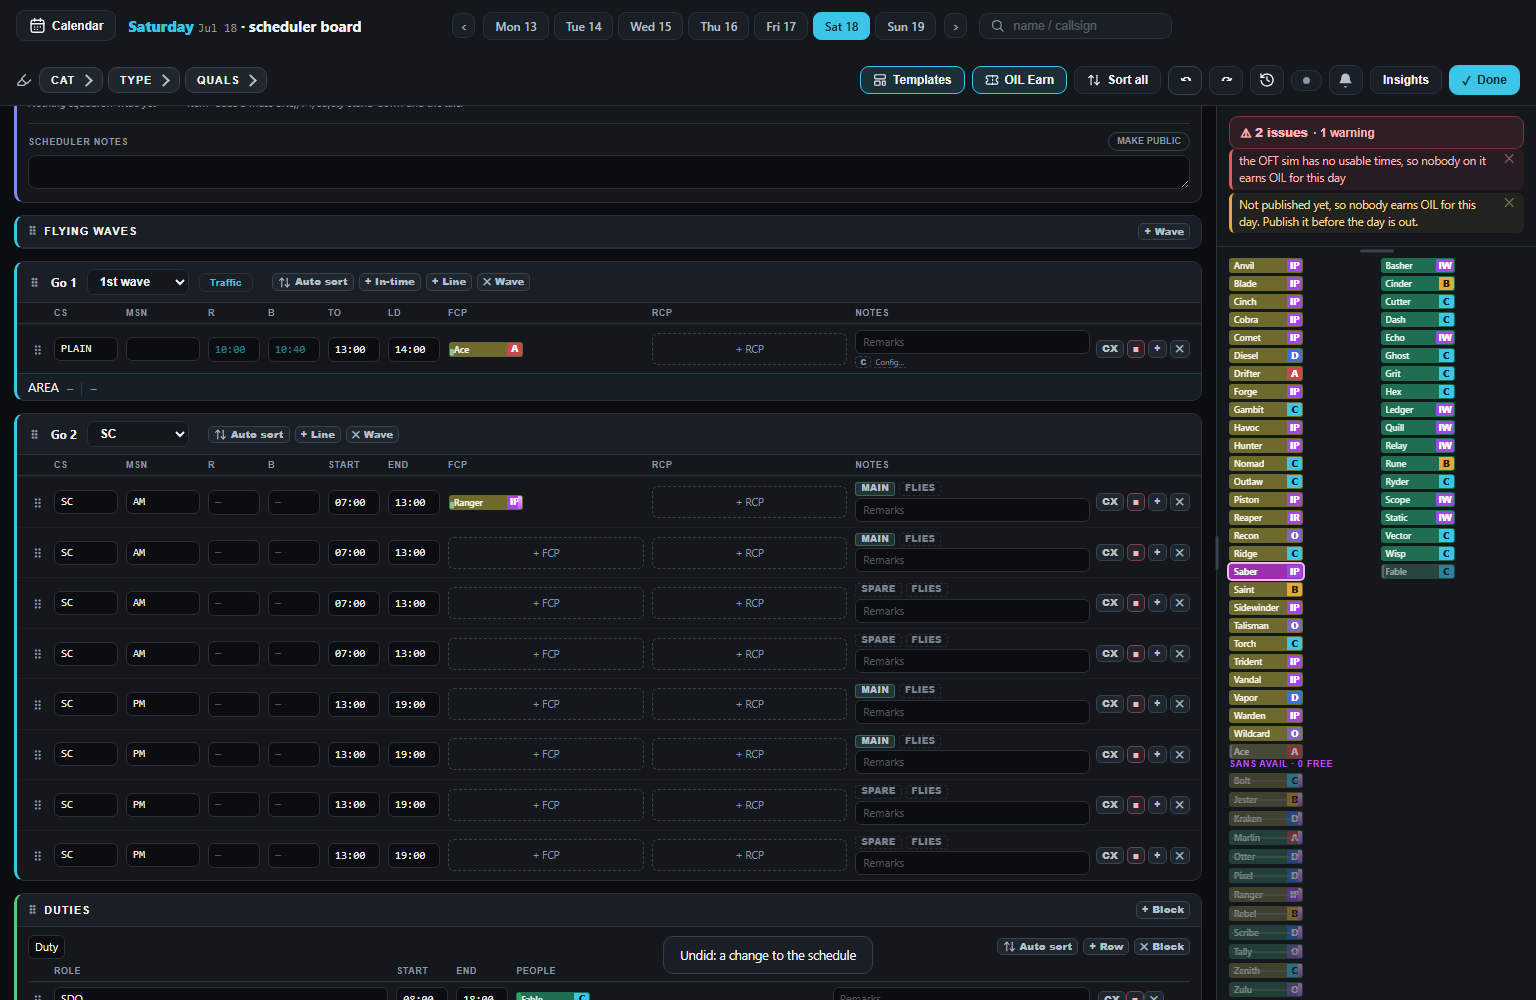 Calendar
Saturday Jul 18 · scheduler board
‹ Mon 13 Tue 14 Wed 15 Thu 16 Fri 17 Sat 18 Sun 19 ›
name / callsign
CAT TYPE QUALS
Templates OIL Earn Sort all Insights ✓ Done
SCHEDULER NOTES MAKE PUBLIC
FLYING WAVES + Wave
Go 1 1st wave Traffic Auto sort + In-time + Line × Wave
CS MSN R B TO LD FCP RCP NOTES
PLAIN 10:00 10:40 13:00 14:00 Ace A + RCP Remarks CX ■ + ×
C Config...
AREA – –
Go 2 SC Auto sort + Line × Wave
CS MSN R B START END FCP RCP NOTES
MAIN FLIES
SC AM – – 07:00 13:00 Ranger IP + RCP Remarks CX ■ + ×
MAIN FLIES
SC AM – – 07:00 13:00 + FCP + RCP Remarks CX ■ + ×
SPARE FLIES
SC AM – – 07:00 13:00 + FCP + RCP Remarks CX ■ + ×
SPARE FLIES
SC AM – – 07:00 13:00 + FCP + RCP Remarks CX ■ + ×
MAIN FLIES
SC PM – – 13:00 19:00 + FCP + RCP Remarks CX ■ + ×
MAIN FLIES
SC PM – – 13:00 19:00 + FCP + RCP Remarks CX ■ + ×
SPARE FLIES
SC PM – – 13:00 19:00 + FCP + RCP Remarks CX ■ + ×
SPARE FLIES
SC PM – – 13:00 19:00 + FCP + RCP Remarks CX ■ + ×
DUTIES + Block
Duty Auto sort + Row × Block
ROLE START END PEOPLE
SDO 08:00 18:00 Fable C Remarks CX ■ + ×
Undid: a change to the schedule
⚠ 2 issues · 1 warning
the OFT sim has no usable times, so nobody on it
earns OIL for this day
×
Not published yet, so nobody earns OIL for this
day. Publish it before the day is out.
×
Anvil IP
Blade IP
Cinch IP
Cobra IP
Comet IP
Diesel D
Drifter A
Forge IP
Gambit C
Havoc IP
Hunter IP
Nomad C
Outlaw C
Piston IP
Reaper IR
Recon O
Ridge C
Saber IP
Saint B
Sidewinder IP
Talisman O
Torch C
Trident IP
Vandal IP
Vapor D
Warden IP
Wildcard O
Ace A
Basher IW
Cinder B
Cutter C
Dash C
Echo IW
Ghost C
Grit C
Hex C
Ledger IW
Quill IW
Relay IW
Rune B
Ryder C
Scope IW
Static IW
Vector C
Wisp C
Fable C
SANS AVAIL · 0 FREE
Bolt C
Jester B
Kraken D
Marlin A
Otter D
Pixel D
Ranger IP
Rebel B
Scribe D
Tally O
Zenith C
Zulu O